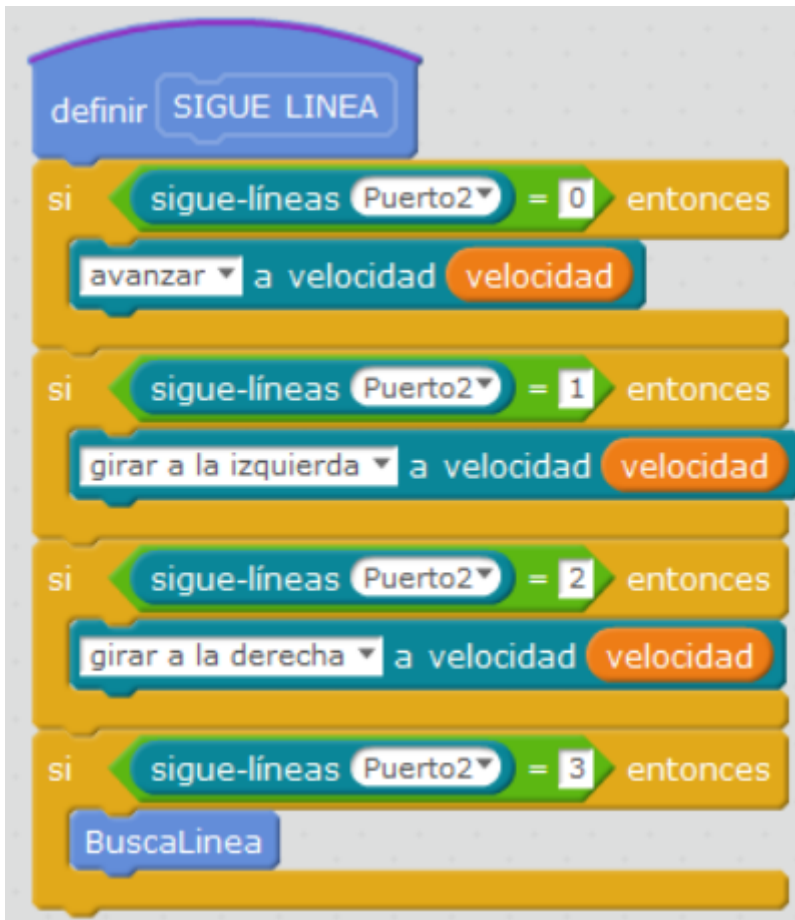 definir SIGUE LINEA
si sigue-líneas Puerto2 = 0 entonces
avanzar a velocidad velocidad
si sigue-líneas Puerto2 = 1 entonces
girar a la izquierda a velocidad velocidad
si sigue-líneas Puerto2 = 2 entonces
girar a la derecha a velocidad velocidad
si sigue-líneas Puerto2 = 3 entonces
BuscaLinea